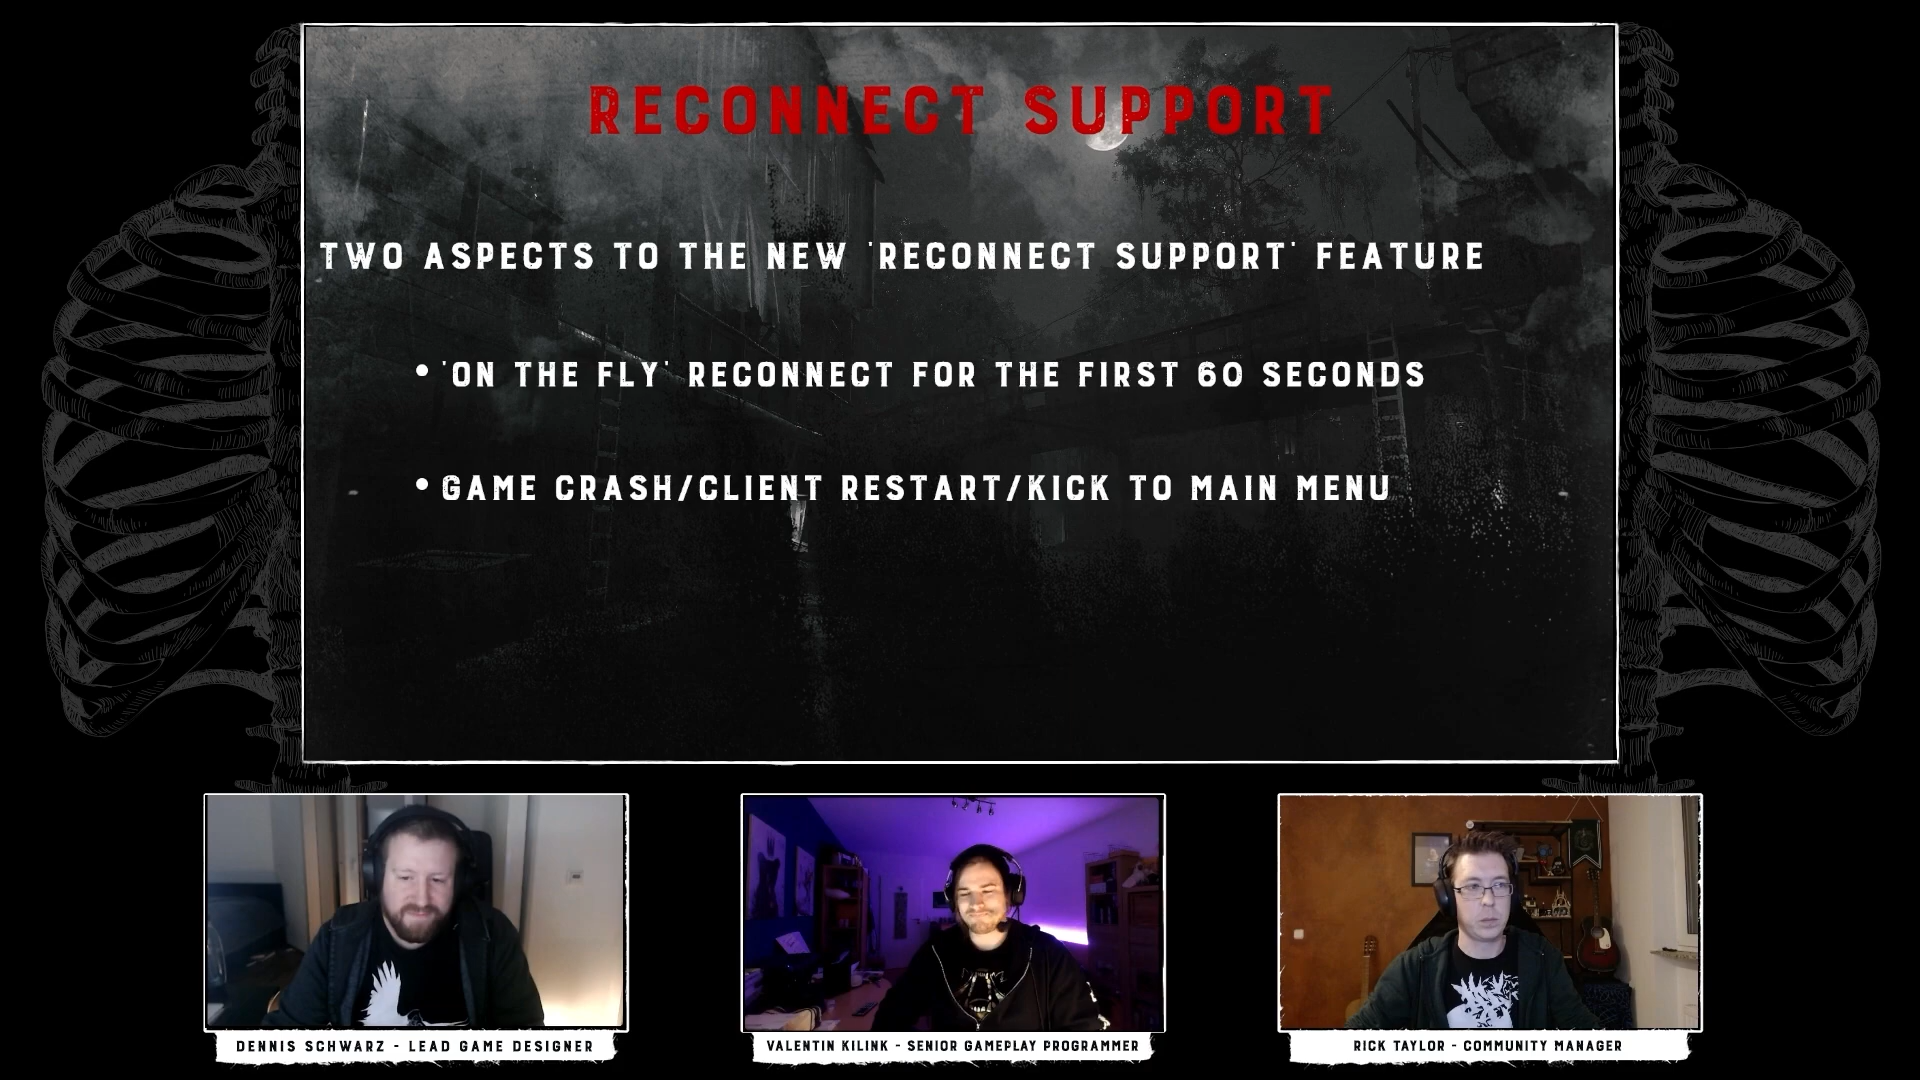 RECONNECT SUPPORT
TWO ASPECTS TO THE NEW 'RECONNECT SUPPORT' FEATURE
• 'ON THE FLY' RECONNECT FOR THE FIRST 60 SECONDS
• GAME CRASH/CLIENT RESTART/KICK TO MAIN MENU
DENNIS SCHWARZ - LEAD GAME DESIGNER
VALENTIN KILINK - SENIOR GAMEPLAY PROGRAMMER
RICK TAYLOR - COMMUNITY MANAGER